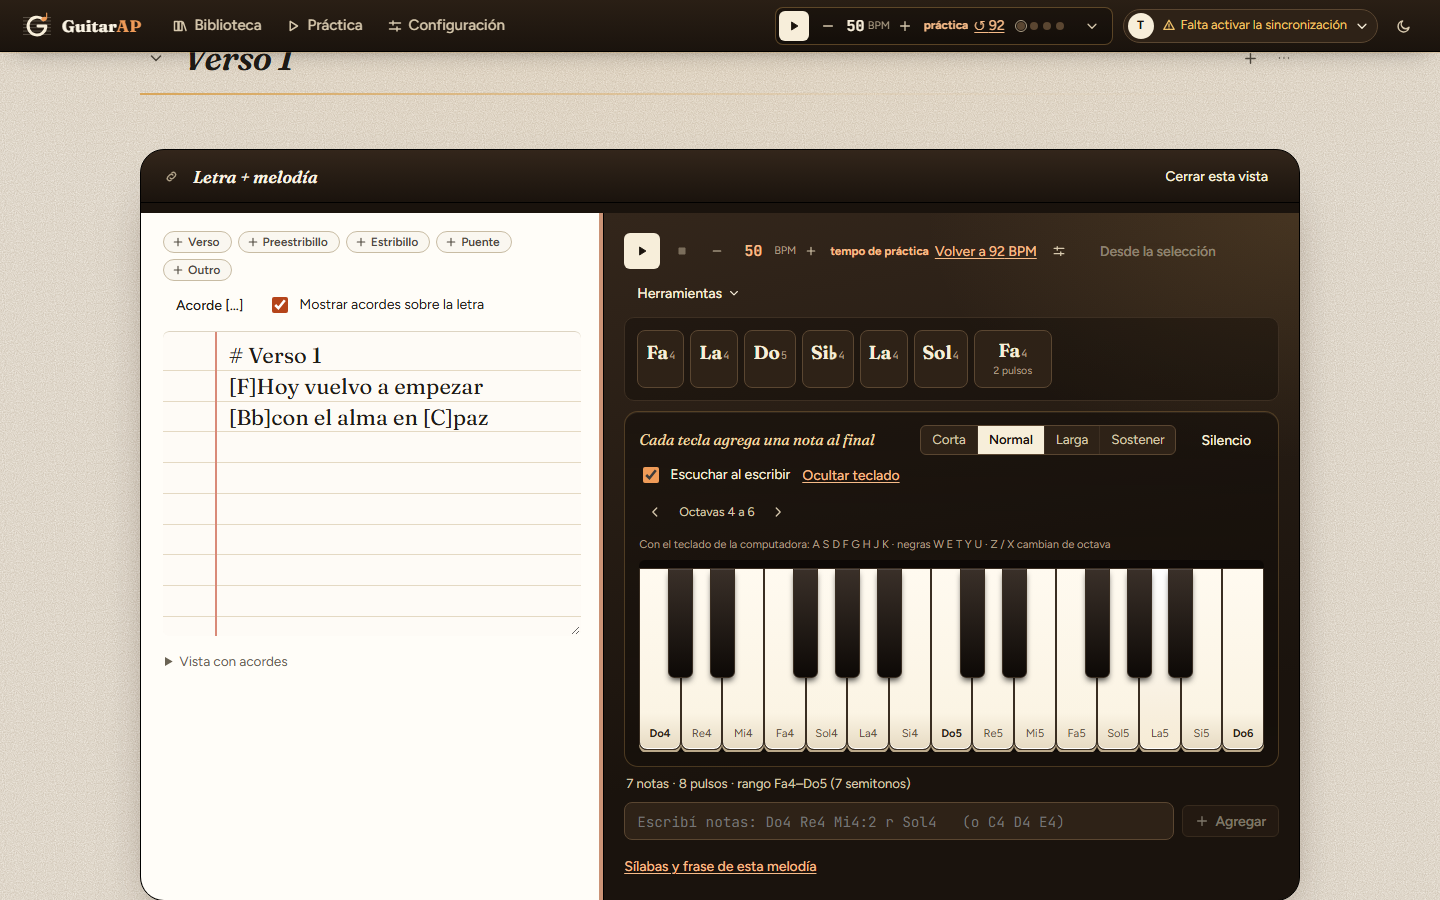 GuitarAP Biblioteca Práctica Configuración 50 BPM práctica ↺ 92 T Falta activar la sincronización
Verso 1
Letra + melodía Cerrar esta vista
+ Verso + Preestribillo + Estribillo + Puente
+ Outro
Acorde [...] Mostrar acordes sobre la letra
# Verso 1
[F]Hoy vuelvo a empezar
[Bb]con el alma en [C]paz
Vista con acordes
50 BPM + tempo de práctica Volver a 92 BPM Desde la selección
Herramientas
Fa4 La4 Do5 Sib4 La4 Sol4 Fa4
2 pulsos
Cada tecla agrega una nota al final Corta Normal Larga Sostener Silencio
Escuchar al escribir Ocultar teclado
Octavas 4 a 6
Con el teclado de la computadora: A S D F G H J K · negras W E T Y U · Z / X cambian de octava
Do4 Re4 Mi4 Fa4 Sol4 La4 Si4 Do5 Re5 Mi5 Fa5 Sol5 La5 Si5 Do6
7 notas · 8 pulsos · rango Fa4–Do5 (7 semitonos)
Escribí notas: Do4 Re4 Mi4:2 r Sol4 (o C4 D4 E4) + Agregar
Sílabas y frase de esta melodía